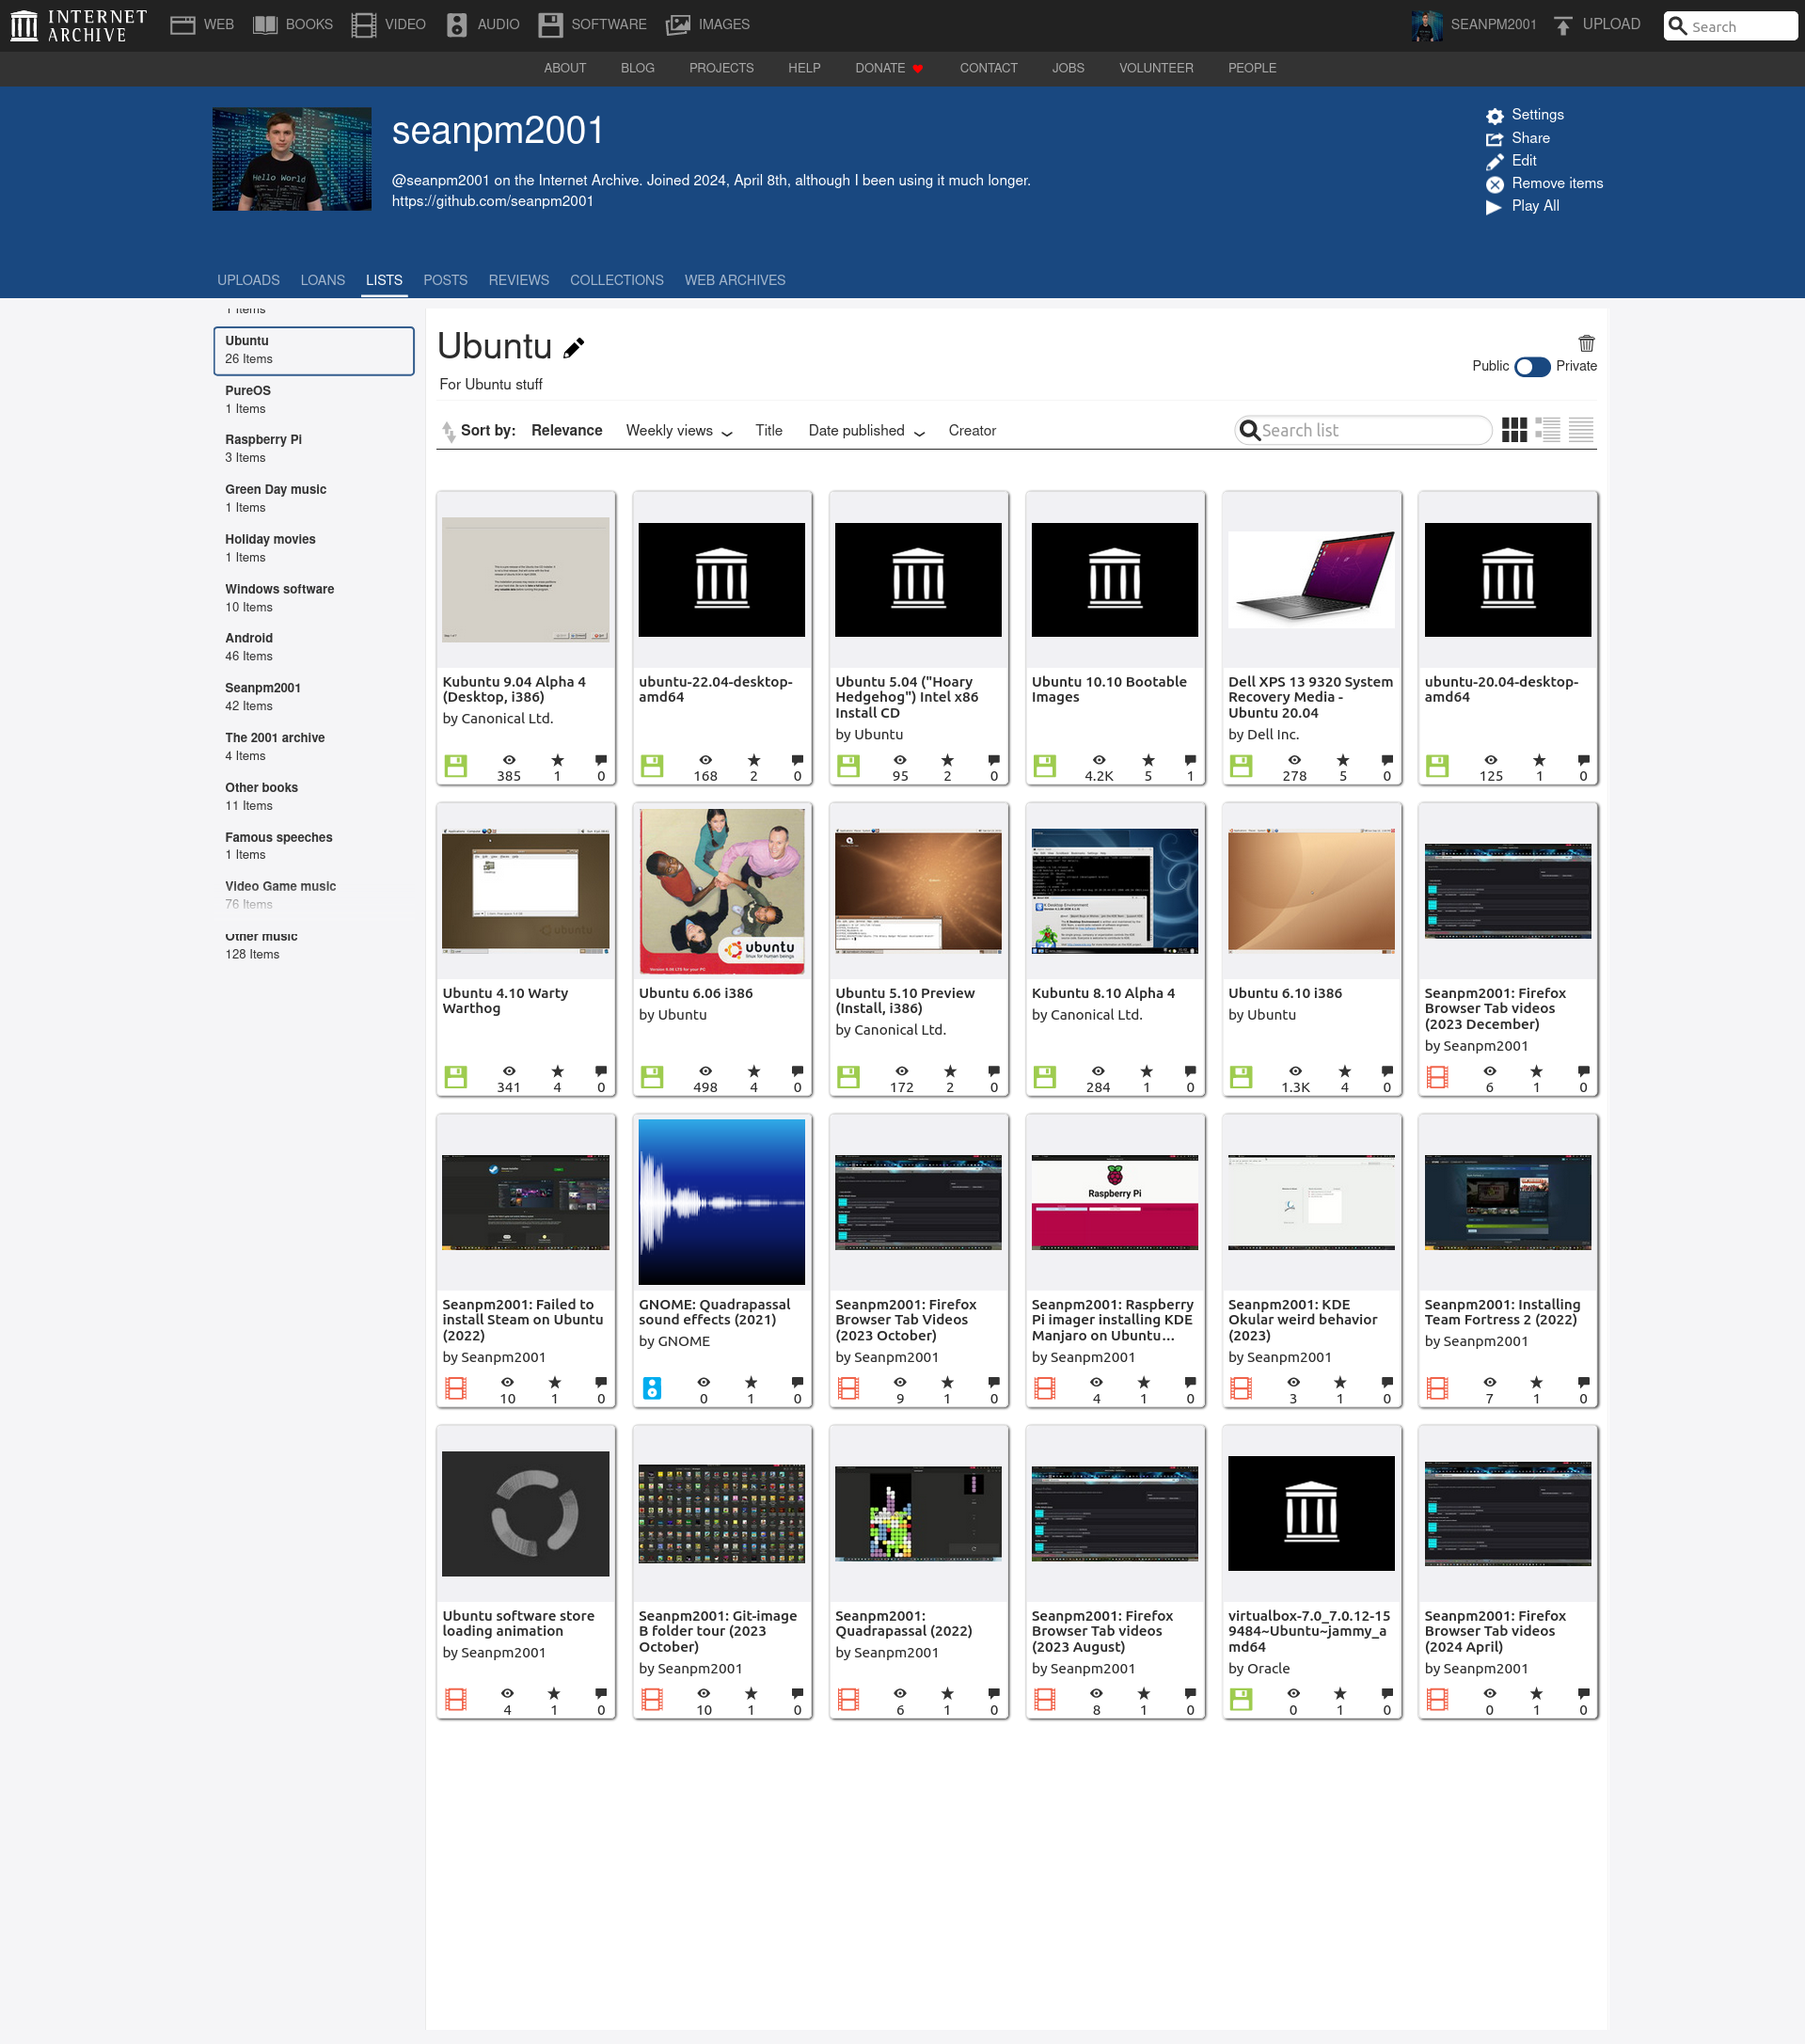 INTERNET
ARCHIVE
WEB BOOKS VIDEO AUDIO SOFTWARE IMAGES
SEANPM2001 UPLOAD Search
ABOUT BLOG PROJECTS HELP DONATE CONTACT JOBS VOLUNTEER PEOPLE
Hello World
seanpm2001
@seanpm2001 on the Internet Archive. Joined 2024, April 8th, although I been using it much longer.
https://github.com/seanpm2001
Settings
Share
Edit
Remove items
Play All
UPLOADS LOANS LISTS POSTS REVIEWS COLLECTIONS WEB ARCHIVES
1 Items
Ubuntu
26 Items
PureOS
1 Items
Raspberry Pi
3 Items
Green Day music
1 Items
Holiday movies
1 Items
Windows software
10 Items
Android
46 Items
Seanpm2001
42 Items
The 2001 archive
4 Items
Other books
11 Items
Famous speeches
1 Items
Video Game music
76 Items
Other music
128 Items
Ubuntu
For Ubuntu stuff
Public Private
Sort by: Relevance Weekly views Title Date published Creator
Search list
Kubuntu 9.04 Alpha 4
(Desktop, i386)
by Canonical Ltd.
385 1 0
ubuntu-22.04-desktop-
amd64
168 2 0
Ubuntu 5.04 ("Hoary
Hedgehog") Intel x86
Install CD
by Ubuntu
95 2 0
Ubuntu 10.10 Bootable
Images
4.2K 5 1
Dell XPS 13 9320 System
Recovery Media -
Ubuntu 20.04
by Dell Inc.
278 5 0
ubuntu-20.04-desktop-
amd64
125 1 0
Ubuntu 4.10 Warty
Warthog
341 4 0
ubuntu
linux for human beings
Version 6.06 LTS for your PC
Ubuntu 6.06 i386
by Ubuntu
498 4 0
Ubuntu 5.10 Preview
(Install, i386)
by Canonical Ltd.
172 2 0
Kubuntu 8.10 Alpha 4
by Canonical Ltd.
284 1 0
Ubuntu 6.10 i386
by Ubuntu
1.3K 4 0
Seanpm2001: Firefox
Browser Tab videos
(2023 December)
by Seanpm2001
6 1 0
Seanpm2001: Failed to
install Steam on Ubuntu
(2022)
by Seanpm2001
10 1 0
GNOME: Quadrapassal
sound effects (2021)
by GNOME
0 1 0
Seanpm2001: Firefox
Browser Tab Videos
(2023 October)
by Seanpm2001
9 1 0
Raspberry Pi
Seanpm2001: Raspberry
Pi imager installing KDE
Manjaro on Ubuntu...
by Seanpm2001
4 1 0
Seanpm2001: KDE
Okular weird behavior
(2023)
by Seanpm2001
3 1 0
Seanpm2001: Installing
Team Fortress 2 (2022)
by Seanpm2001
7 1 0
Ubuntu software store
loading animation
by Seanpm2001
4 1 0
Seanpm2001: Git-image
B folder tour (2023
October)
by Seanpm2001
10 1 0
Seanpm2001:
Quadrapassal (2022)
by Seanpm2001
6 1 0
Seanpm2001: Firefox
Browser Tab videos
(2023 August)
by Seanpm2001
8 1 0
virtualbox-7.0_7.0.12-15
9484~Ubuntu~jammy_a
md64
by Oracle
0 1 0
Seanpm2001: Firefox
Browser Tab videos
(2024 April)
by Seanpm2001
0 1 0